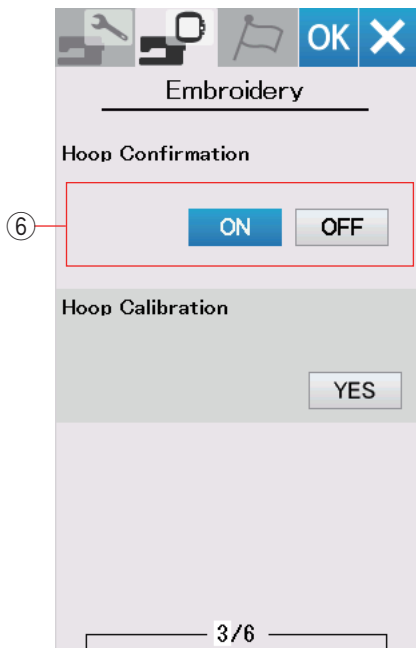 OK
Embroidery
Hoop Confirmation
⑥
ON OFF
Hoop Calibration
YES
3/6